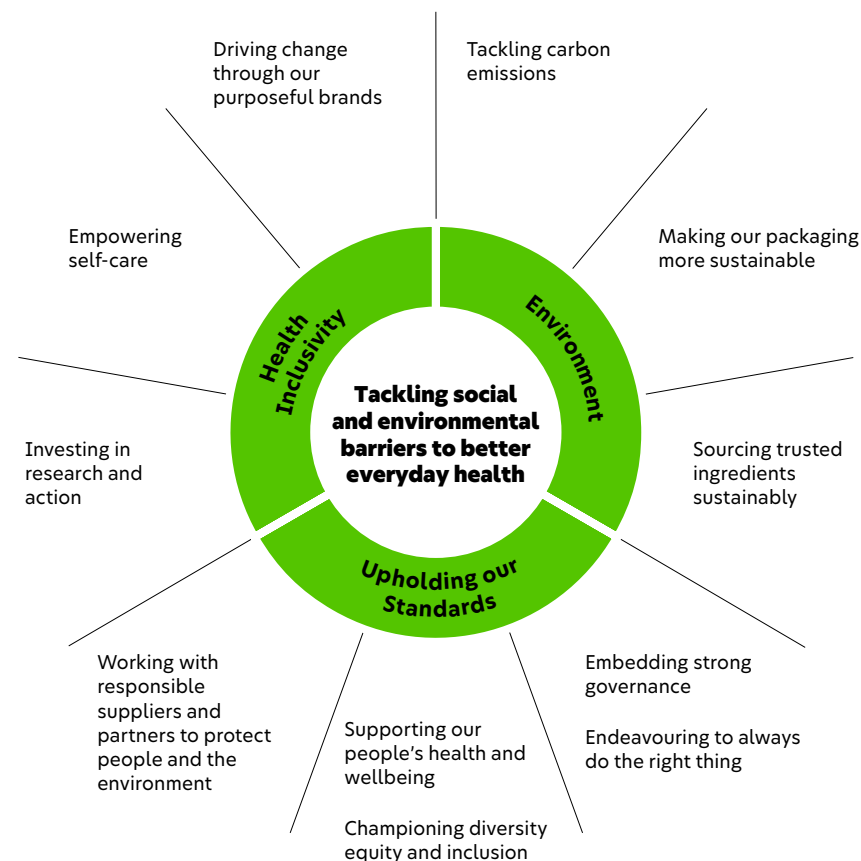 Driving change
through our
purposeful brands
Tackling carbon
emissions
Empowering
self-care
Making our packaging
more sustainable
Health
Inclusivity
Environment
Tackling social
and environmental
barriers to better
everyday health
Investing in
research and
action
Sourcing trusted
ingredients
sustainably
Upholding our
Standards
Working with
responsible
suppliers and
partners to protect
people and the
environment
Supporting our
people’s health and
wellbeing
Championing diversity
equity and inclusion
Embedding strong
governance
Endeavouring to always
do the right thing